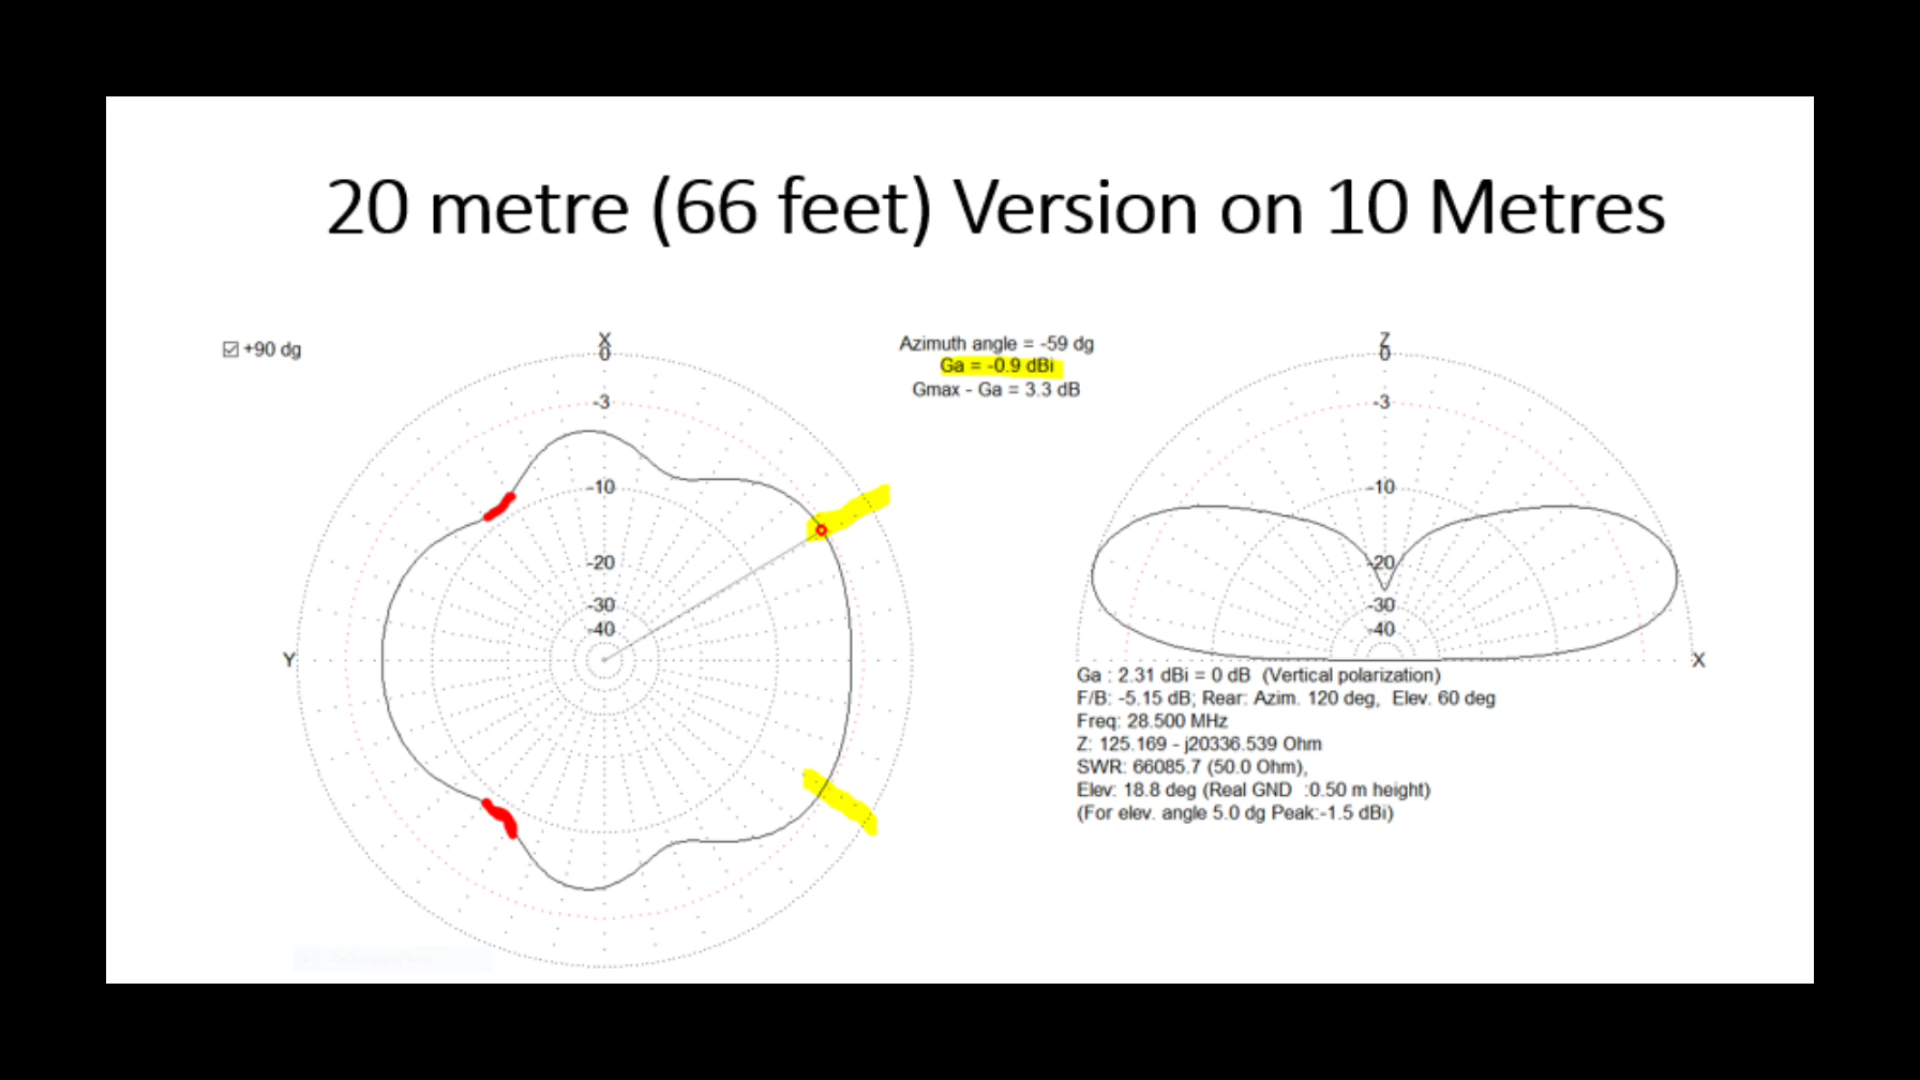 20 metre (66 feet) Version on 10 Metres
+90 dg
X
0
-3
-10
-20
-30
-40
Y
Azimuth angle = -59 dg
Ga = -0.9 dBi
Gmax - Ga = 3.3 dB
Z
0
-3
-10
-20
-30
-40
X
Ga : 2.31 dBi = 0 dB (Vertical polarization)
F/B: -5.15 dB; Rear: Azim. 120 deg, Elev. 60 deg
Freq: 28.500 MHz
Z: 125.169 - j20336.539 Ohm
SWR: 66085.7 (50.0 Ohm),
Elev: 18.8 deg (Real GND :0.50 m height)
(For elev. angle 5.0 dg Peak:-1.5 dBi)